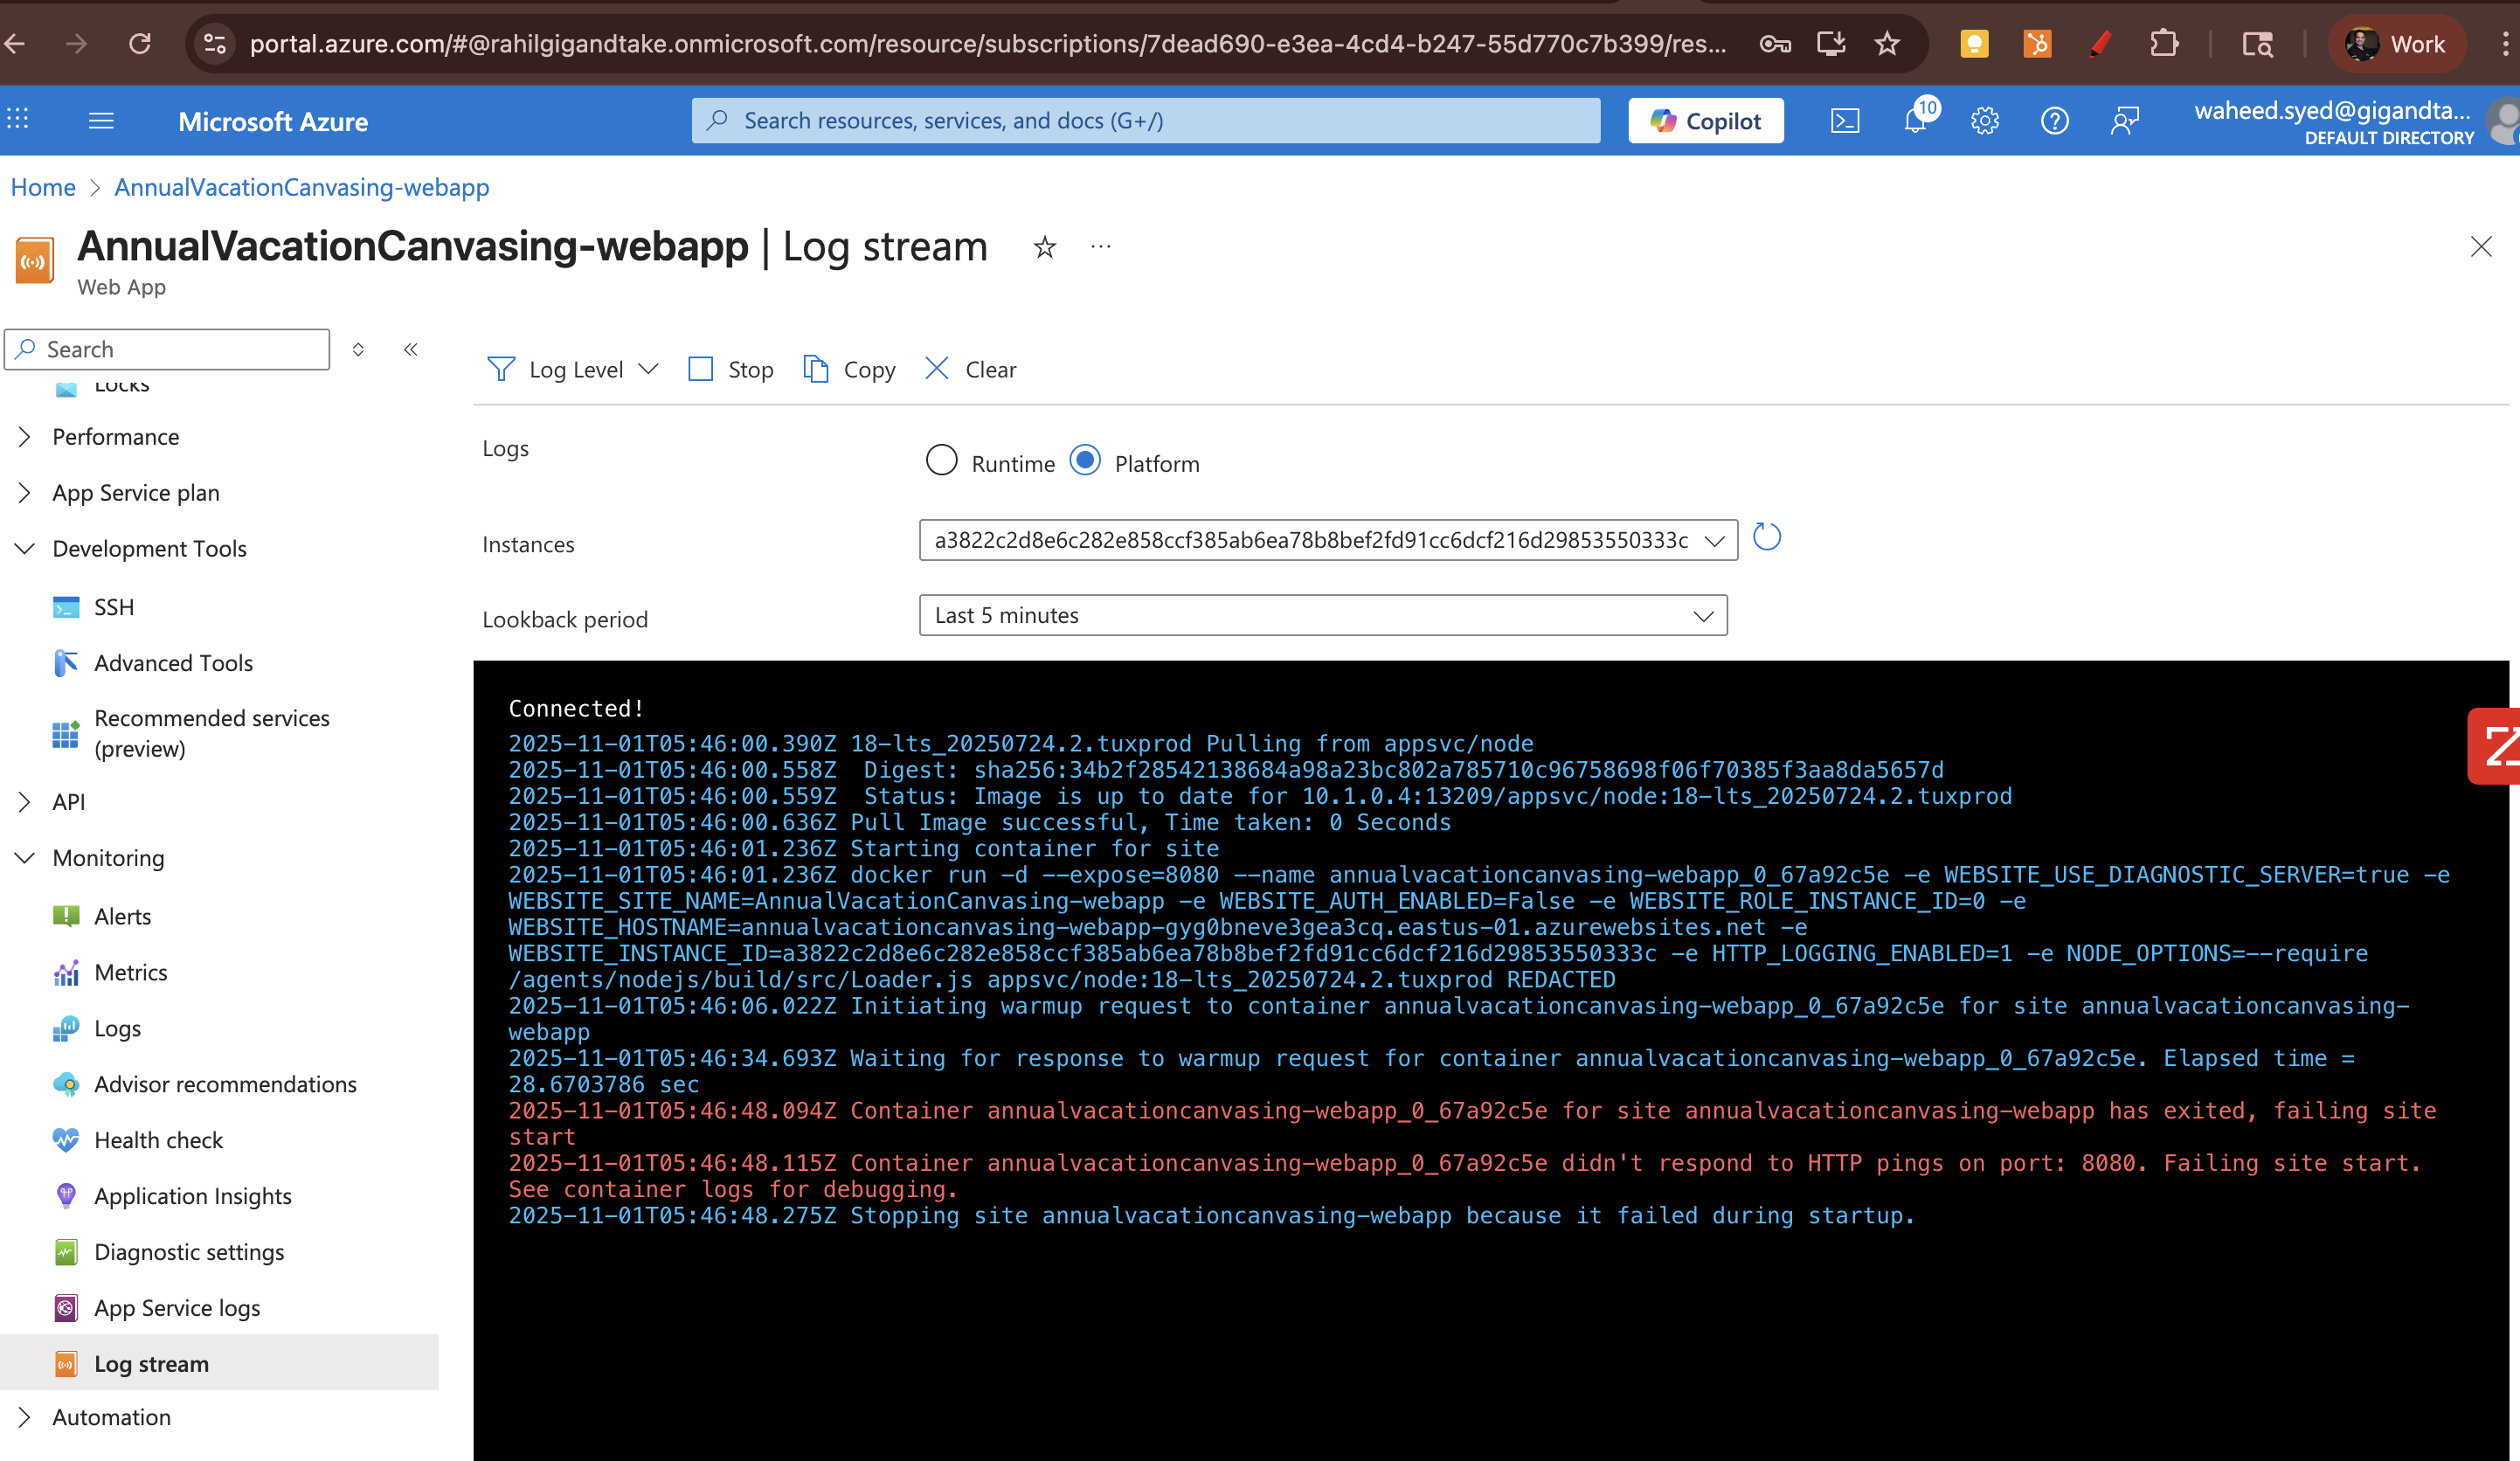 portal.azure.com/#@rahilgigandtake.onmicrosoft.com/resource/subscriptions/7dead690-e3ea-4cd4-b247-55d770c7b399/res...
Work
Microsoft Azure
Search resources, services, and docs (G+/)
Copilot
10
waheed.syed@gigandta...
DEFAULT DIRECTORY
Home > AnnualVacationCanvasing-webapp
AnnualVacationCanvasing-webapp | Log stream
Web App
Search
Locks
Performance
App Service plan
Development Tools
SSH
Advanced Tools
Recommended services
(preview)
API
Monitoring
Alerts
Metrics
Logs
Advisor recommendations
Health check
Application Insights
Diagnostic settings
App Service logs
Log stream
Automation
Log Level
Stop
Copy
Clear
Logs
Runtime
Platform
Instances
a3822c2d8e6c282e858ccf385ab6ea78b8bef2fd91cc6dcf216d29853550333c
Lookback period
Last 5 minutes
Connected!
2025-11-01T05:46:00.390Z 18-lts_20250724.2.tuxprod Pulling from appsvc/node
2025-11-01T05:46:00.558Z  Digest: sha256:34b2f28542138684a98a23bc802a785710c96758698f06f70385f3aa8da5657d
2025-11-01T05:46:00.559Z  Status: Image is up to date for 10.1.0.4:13209/appsvc/node:18-lts_20250724.2.tuxprod
2025-11-01T05:46:00.636Z Pull Image successful, Time taken: 0 Seconds
2025-11-01T05:46:01.236Z Starting container for site
2025-11-01T05:46:01.236Z docker run -d --expose=8080 --name annualvacationcanvasing-webapp_0_67a92c5e -e WEBSITE_USE_DIAGNOSTIC_SERVER=true -e
WEBSITE_SITE_NAME=AnnualVacationCanvasing-webapp -e WEBSITE_AUTH_ENABLED=False -e WEBSITE_ROLE_INSTANCE_ID=0 -e
WEBSITE_HOSTNAME=annualvacationcanvasing-webapp-gyg0bneve3gea3cq.eastus-01.azurewebsites.net -e
WEBSITE_INSTANCE_ID=a3822c2d8e6c282e858ccf385ab6ea78b8bef2fd91cc6dcf216d29853550333c -e HTTP_LOGGING_ENABLED=1 -e NODE_OPTIONS=--require
/agents/nodejs/build/src/Loader.js appsvc/node:18-lts_20250724.2.tuxprod REDACTED
2025-11-01T05:46:06.022Z Initiating warmup request to container annualvacationcanvasing-webapp_0_67a92c5e for site annualvacationcanvasing-
webapp
2025-11-01T05:46:34.693Z Waiting for response to warmup request for container annualvacationcanvasing-webapp_0_67a92c5e. Elapsed time =
28.6703786 sec
2025-11-01T05:46:48.094Z Container annualvacationcanvasing-webapp_0_67a92c5e for site annualvacationcanvasing-webapp has exited, failing site
start
2025-11-01T05:46:48.115Z Container annualvacationcanvasing-webapp_0_67a92c5e didn't respond to HTTP pings on port: 8080. Failing site start.
See container logs for debugging.
2025-11-01T05:46:48.275Z Stopping site annualvacationcanvasing-webapp because it failed during startup.